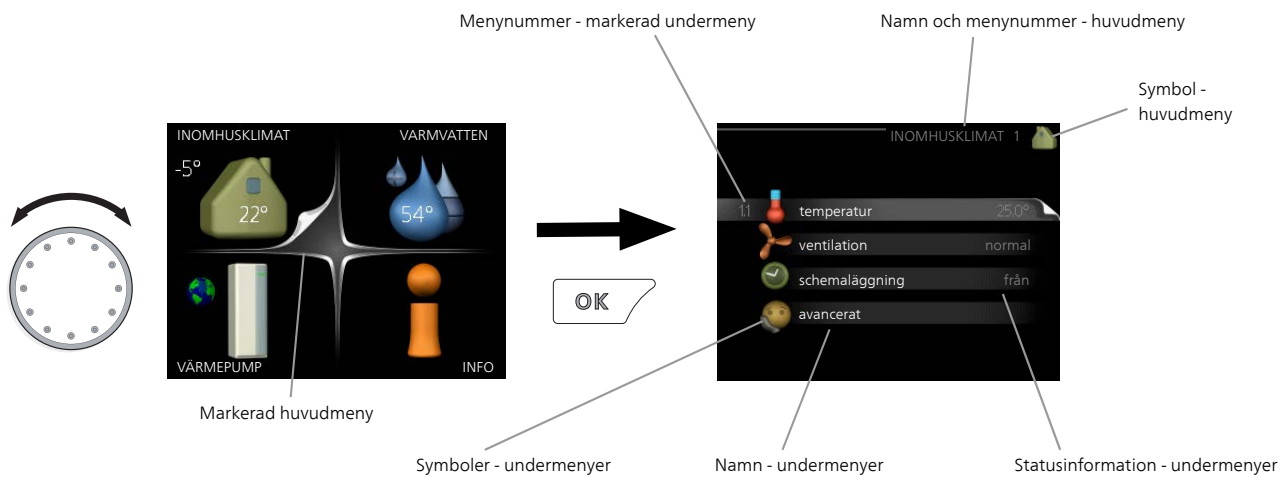 Menynummer - markerad undermeny
Namn och menynummer - huvudmeny
Symbol -
huvudmeny
INOMHUSKLIMAT
VARMVATTEN
-5°
22°
54°
VÄRMEPUMP
INFO
Markerad huvudmeny
OK
INOMHUSKLIMAT 1
1.1 temperatur 25.0°
ventilation normal
schemaläggning från
avancerat
Symboler - undermenyer
Namn - undermenyer
Statusinformation - undermenyer